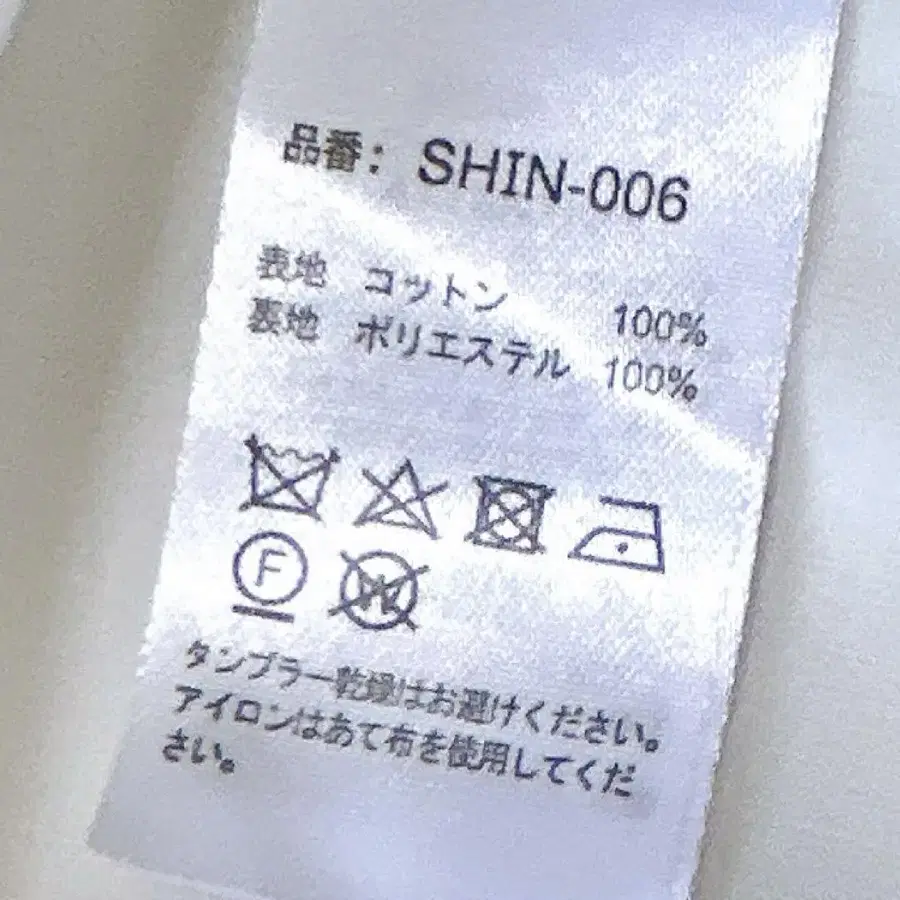 品番: SHIN-006
表地 コットン 100%
裏地 ポリエステル 100%
F
W
タンブラー乾燥はお避けください。
アイロンはあて布を使用してくだ
さい。